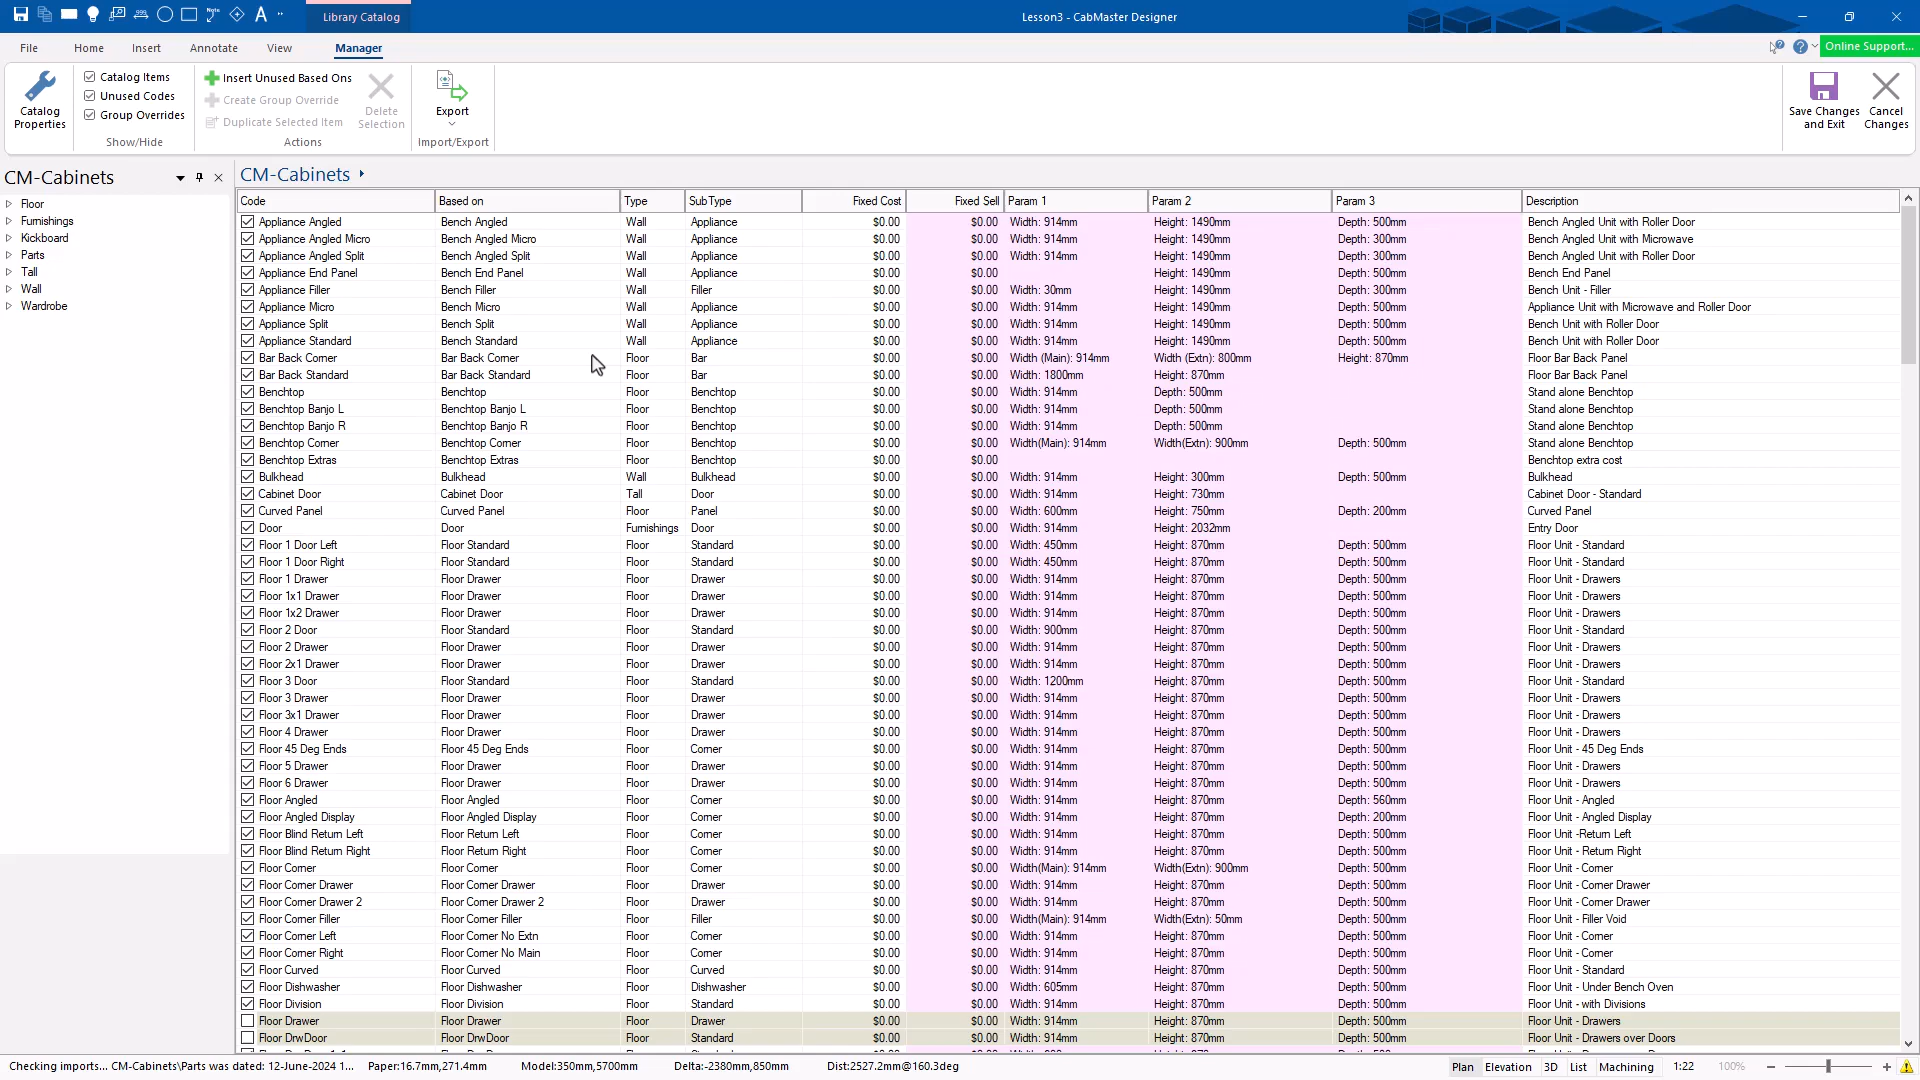 Library Catalog
Lesson3 - CabMaster Designer
File Home Insert Annotate View Manager
Online Support...
Catalog Properties
Catalog Items
Unused Codes
Group Overrides
Show/Hide
Insert Unused Based Ons
Create Group Override
Duplicate Selected Item
Delete Selection
Actions
Export
Import/Export
Save Changes and Exit
Cancel Changes
CM-Cabinets
Floor
Furnishings
Kickboard
Parts
Tall
Wall
Wardrobe
CM-Cabinets
Code Based on Type SubType Fixed Cost Fixed Sell Param 1 Param 2 Param 3 Description
Appliance Angled Bench Angled Wall Appliance $0.00 $0.00 Width: 914mm Height: 1490mm Depth: 500mm Bench Angled Unit with Roller Door
Appliance Angled Micro Bench Angled Micro Wall Appliance $0.00 $0.00 Width: 914mm Height: 1490mm Depth: 300mm Bench Angled Unit with Microwave
Appliance Angled Split Bench Angled Split Wall Appliance $0.00 $0.00 Width: 914mm Height: 1490mm Depth: 300mm Bench Angled Unit with Roller Door
Appliance End Panel Bench End Panel Wall Appliance $0.00 $0.00 Height: 1490mm Depth: 500mm Bench End Panel
Appliance Filler Bench Filler Wall Filler $0.00 $0.00 Width: 30mm Height: 1490mm Depth: 300mm Bench Unit - Filler
Appliance Micro Bench Micro Wall Appliance $0.00 $0.00 Width: 914mm Height: 1490mm Depth: 500mm Appliance Unit with Microwave and Roller Door
Appliance Split Bench Split Wall Appliance $0.00 $0.00 Width: 914mm Height: 1490mm Depth: 500mm Bench Unit with Roller Door
Appliance Standard Bench Standard Wall Appliance $0.00 $0.00 Width: 914mm Height: 1490mm Depth: 500mm Bench Unit with Roller Door
Bar Back Corner Bar Back Corner Floor Bar $0.00 $0.00 Width (Main): 914mm Width (Extn): 800mm Height: 870mm Floor Bar Back Panel
Bar Back Standard Bar Back Standard Floor Bar $0.00 $0.00 Width: 1800mm Height: 870mm Floor Bar Back Panel
Benchtop Benchtop Floor Benchtop $0.00 $0.00 Width: 914mm Depth: 500mm Stand alone Benchtop
Benchtop Banjo L Benchtop Banjo L Floor Benchtop $0.00 $0.00 Width: 914mm Depth: 500mm Stand alone Benchtop
Benchtop Banjo R Benchtop Banjo R Floor Benchtop $0.00 $0.00 Width: 914mm Depth: 500mm Stand alone Benchtop
Benchtop Corner Benchtop Corner Floor Benchtop $0.00 $0.00 Width(Main): 914mm Width(Extn): 900mm Depth: 500mm Stand alone Benchtop
Benchtop Extras Benchtop Extras Floor Benchtop $0.00 $0.00 Benchtop extra cost
Bulkhead Bulkhead Wall Bulkhead $0.00 $0.00 Width: 914mm Height: 300mm Depth: 500mm Bulkhead
Cabinet Door Cabinet Door Tall Door $0.00 $0.00 Width: 914mm Height: 730mm Cabinet Door - Standard
Curved Panel Curved Panel Floor Panel $0.00 $0.00 Width: 600mm Height: 750mm Depth: 200mm Curved Panel
Door Door Furnishings Door $0.00 $0.00 Width: 914mm Height: 2032mm Entry Door
Floor 1 Door Left Floor Standard Floor Standard $0.00 $0.00 Width: 450mm Height: 870mm Depth: 500mm Floor Unit - Standard
Floor 1 Door Right Floor Standard Floor Standard $0.00 $0.00 Width: 450mm Height: 870mm Depth: 500mm Floor Unit - Standard
Floor 1 Drawer Floor Drawer Floor Drawer $0.00 $0.00 Width: 914mm Height: 870mm Depth: 500mm Floor Unit - Drawers
Floor 1x1 Drawer Floor Drawer Floor Drawer $0.00 $0.00 Width: 914mm Height: 870mm Depth: 500mm Floor Unit - Drawers
Floor 1x2 Drawer Floor Drawer Floor Drawer $0.00 $0.00 Width: 914mm Height: 870mm Depth: 500mm Floor Unit - Drawers
Floor 2 Door Floor Standard Floor Standard $0.00 $0.00 Width: 900mm Height: 870mm Depth: 500mm Floor Unit - Standard
Floor 2 Drawer Floor Drawer Floor Drawer $0.00 $0.00 Width: 914mm Height: 870mm Depth: 500mm Floor Unit - Drawers
Floor 2x1 Drawer Floor Drawer Floor Drawer $0.00 $0.00 Width: 914mm Height: 870mm Depth: 500mm Floor Unit - Drawers
Floor 3 Door Floor Standard Floor Standard $0.00 $0.00 Width: 1200mm Height: 870mm Depth: 500mm Floor Unit - Standard
Floor 3 Drawer Floor Drawer Floor Drawer $0.00 $0.00 Width: 914mm Height: 870mm Depth: 500mm Floor Unit - Drawers
Floor 3x1 Drawer Floor Drawer Floor Drawer $0.00 $0.00 Width: 914mm Height: 870mm Depth: 500mm Floor Unit - Drawers
Floor 4 Drawer Floor Drawer Floor Drawer $0.00 $0.00 Width: 914mm Height: 870mm Depth: 500mm Floor Unit - Drawers
Floor 45 Deg Ends Floor 45 Deg Ends Floor Corner $0.00 $0.00 Width: 914mm Height: 870mm Depth: 500mm Floor Unit - 45 Deg Ends
Floor 5 Drawer Floor Drawer Floor Drawer $0.00 $0.00 Width: 914mm Height: 870mm Depth: 500mm Floor Unit - Drawers
Floor 6 Drawer Floor Drawer Floor Drawer $0.00 $0.00 Width: 914mm Height: 870mm Depth: 500mm Floor Unit - Drawers
Floor Angled Floor Angled Floor Corner $0.00 $0.00 Width: 914mm Height: 870mm Depth: 560mm Floor Unit - Angled
Floor Angled Display Floor Angled Display Floor Corner $0.00 $0.00 Width: 914mm Height: 870mm Depth: 200mm Floor Unit - Angled Display
Floor Blind Return Left Floor Return Left Floor Corner $0.00 $0.00 Width: 914mm Height: 870mm Depth: 500mm Floor Unit -Return Left
Floor Blind Return Right Floor Return Right Floor Corner $0.00 $0.00 Width: 914mm Height: 870mm Depth: 500mm Floor Unit - Return Right
Floor Corner Floor Corner Floor Corner $0.00 $0.00 Width(Main): 914mm Width(Extn): 900mm Depth: 500mm Floor Unit - Corner
Floor Corner Drawer Floor Corner Drawer Floor Drawer $0.00 $0.00 Width: 914mm Height: 870mm Depth: 500mm Floor Unit - Corner Drawer
Floor Corner Drawer 2 Floor Corner Drawer 2 Floor Drawer $0.00 $0.00 Width: 914mm Height: 870mm Depth: 500mm Floor Unit - Corner Drawer
Floor Corner Filler Floor Corner Filler Floor Filler $0.00 $0.00 Width(Main): 914mm Width(Extn): 50mm Depth: 500mm Floor Unit - Filler Void
Floor Corner Left Floor Corner No Extn Floor Corner $0.00 $0.00 Width: 914mm Height: 870mm Depth: 500mm Floor Unit - Corner
Floor Corner Right Floor Corner No Main Floor Corner $0.00 $0.00 Width: 914mm Height: 870mm Depth: 500mm Floor Unit - Corner
Floor Curved Floor Curved Floor Curved $0.00 $0.00 Width: 914mm Height: 870mm Depth: 500mm Floor Unit - Standard
Floor Dishwasher Floor Dishwasher Floor Dishwasher $0.00 $0.00 Width: 605mm Height: 870mm Depth: 500mm Floor Unit - Under Bench Oven
Floor Division Floor Division Floor Standard $0.00 $0.00 Width: 914mm Height: 870mm Depth: 500mm Floor Unit - with Divisions
Floor Drawer Floor Drawer Floor Drawer $0.00 $0.00 Width: 914mm Height: 870mm Depth: 500mm Floor Unit - Drawers
Floor DrwDoor Floor DrwDoor Floor Standard $0.00 $0.00 Width: 914mm Height: 870mm Depth: 500mm Floor Unit - Drawers over Doors
Checking imports... CM-Cabinets\Parts was dated: 12-June-2024 1... Paper:16.7mm,271.4mm Model:350mm,5700mm Delta:-2380mm,850mm Dist:2527.2mm@160.3deg Plan Elevation 3D List Machining 1:22 100%